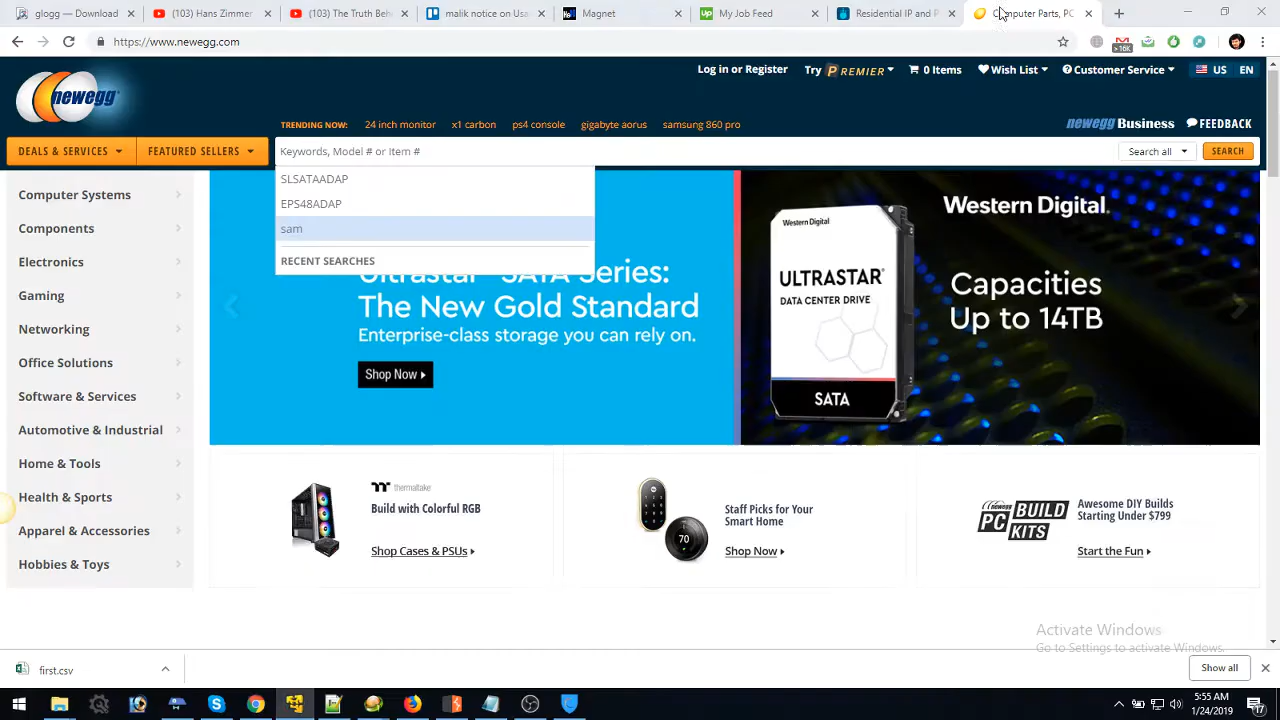 glogg — Downloa
(103) Hans Zimmer
(103) The Truth Behi
malik notice on Usa
Magnet
My Job Feed
Residential IP and P
Computer Parts, PC
https://www.newegg.com
>16K
newegg
Log in or Register
Try PREMIER
0 Items
Wish List
Customer Service
US EN
TRENDING NOW: 24 inch monitor x1 carbon ps4 console gigabyte aorus samsung 860 pro
newegg Business
FEEDBACK
DEALS & SERVICES
FEATURED SELLERS
Keywords, Model # or Item #
Search all
SEARCH
SLSATAADAP
EPS48ADAP
sam
RECENT SEARCHES
Computer Systems
Components
Electronics
Gaming
Networking
Office Solutions
Software & Services
Automotive & Industrial
Home & Tools
Health & Sports
Apparel & Accessories
Hobbies & Toys
Ultrastar SATA Series:
The New Gold Standard
Enterprise-class storage you can rely on.
Shop Now
Western Digital
ULTRASTAR
DATA CENTER DRIVE
SATA
Western Digital.
Capacities
Up to 14TB
thermaltake
Build with Colorful RGB
Shop Cases & PSUs
70
Staff Picks for Your
Smart Home
Shop Now
newegg
PC BUILD
KITS
Awesome DIY Builds
Starting Under $799
Start the Fun
Activate Windows
Go to Settings to activate Windows.
first.csv
Show all
5:55 AM
1/24/2019